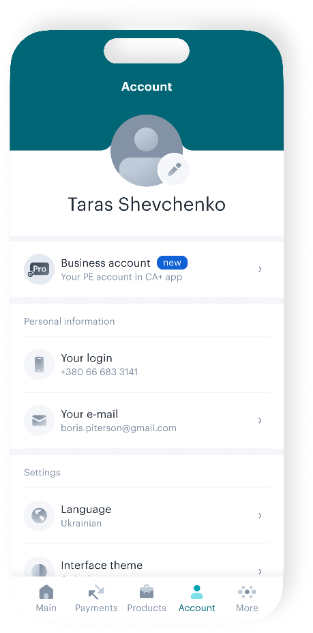 Account
Taras Shevchenko
Pro
Business account new
Your PE account in CA+ app
Personal information
Your login
+380 66 683 3141
Your e-mail
boris.piterson@gmail.com
Settings
Language
Ukrainian
Interface theme
Main Payments Products Account More